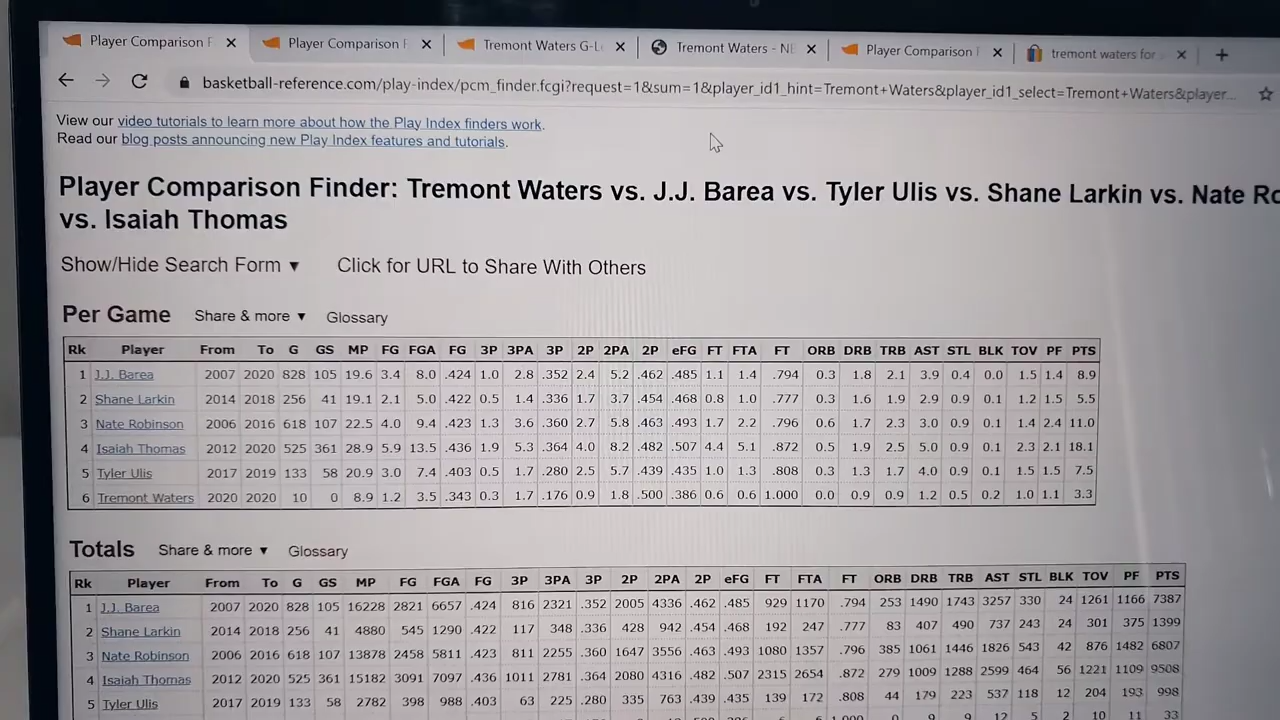 Player Comparison F
Player Comparison F
Tremont Waters G-L
Tremont Waters - NB
Player Comparison
tremont waters for
basketball-reference.com/play-index/pcm_finder.fcgi?request=1&sum=1&player_id1_hint=Tremont+Waters&player_id1_select=Tremont+Waters&player...
View our video tutorials to learn more about how the Play Index finders work.
Read our blog posts announcing new Play Index features and tutorials.
Player Comparison Finder: Tremont Waters vs. J.J. Barea vs. Tyler Ulis vs. Shane Larkin vs. Nate Ro
vs. Isaiah Thomas
Show/Hide Search Form ▼ Click for URL to Share With Others
Per Game Share & more ▼ Glossary
Rk Player From To G GS MP FG FGA FG 3P 3PA 3P 2P 2PA 2P eFG FT FTA FT ORB DRB TRB AST STL BLK TOV PF PTS
1 J.J. Barea 2007 2020 828 105 19.6 3.4 8.0 .424 1.0 2.8 .352 2.4 5.2 .462 .485 1.1 1.4 .794 0.3 1.8 2.1 3.9 0.4 0.0 1.5 1.4 8.9
2 Shane Larkin 2014 2018 256 41 19.1 2.1 5.0 .422 0.5 1.4 .336 1.7 3.7 .454 .468 0.8 1.0 .777 0.3 1.6 1.9 2.9 0.9 0.1 1.2 1.5 5.5
3 Nate Robinson 2006 2016 618 107 22.5 4.0 9.4 .423 1.3 3.6 .360 2.7 5.8 .463 .493 1.7 2.2 .796 0.6 1.7 2.3 3.0 0.9 0.1 1.4 2.4 11.0
4 Isaiah Thomas 2012 2020 525 361 28.9 5.9 13.5 .436 1.9 5.3 .364 4.0 8.2 .482 .507 4.4 5.1 .872 0.5 1.9 2.5 5.0 0.9 0.1 2.3 2.1 18.1
5 Tyler Ulis 2017 2019 133 58 20.9 3.0 7.4 .403 0.5 1.7 .280 2.5 5.7 .439 .435 1.0 1.3 .808 0.3 1.3 1.7 4.0 0.9 0.1 1.5 1.5 7.5
6 Tremont Waters 2020 2020 10 0 8.9 1.2 3.5 .343 0.3 1.7 .176 0.9 1.8 .500 .386 0.6 0.6 1.000 0.0 0.9 0.9 1.2 0.5 0.2 1.0 1.1 3.3
Totals Share & more ▼ Glossary
Rk Player From To G GS MP FG FGA FG 3P 3PA 3P 2P 2PA 2P eFG FT FTA FT ORB DRB TRB AST STL BLK TOV PF PTS
1 J.J. Barea 2007 2020 828 105 16228 2821 6657 .424 816 2321 .352 2005 4336 .462 .485 929 1170 .794 253 1490 1743 3257 330 24 1261 1166 7387
2 Shane Larkin 2014 2018 256 41 4880 545 1290 .422 117 348 .336 428 942 .454 .468 192 247 .777 83 407 490 737 243 24 301 375 1399
3 Nate Robinson 2006 2016 618 107 13878 2458 5811 .423 811 2255 .360 1647 3556 .463 .493 1080 1357 .796 385 1061 1446 1826 543 42 876 1482 6807
4 Isaiah Thomas 2012 2020 525 361 15182 3091 7097 .436 1011 2781 .364 2080 4316 .482 .507 2315 2654 .872 279 1009 1288 2599 464 56 1221 1109 9508
5 Tyler Ulis 2017 2019 133 58 2782 398 988 .403 63 225 .280 335 763 .439 .435 139 172 .808 44 179 223 537 118 12 204 193 998
1.000 0 9 9 12 5 2 10 11 33